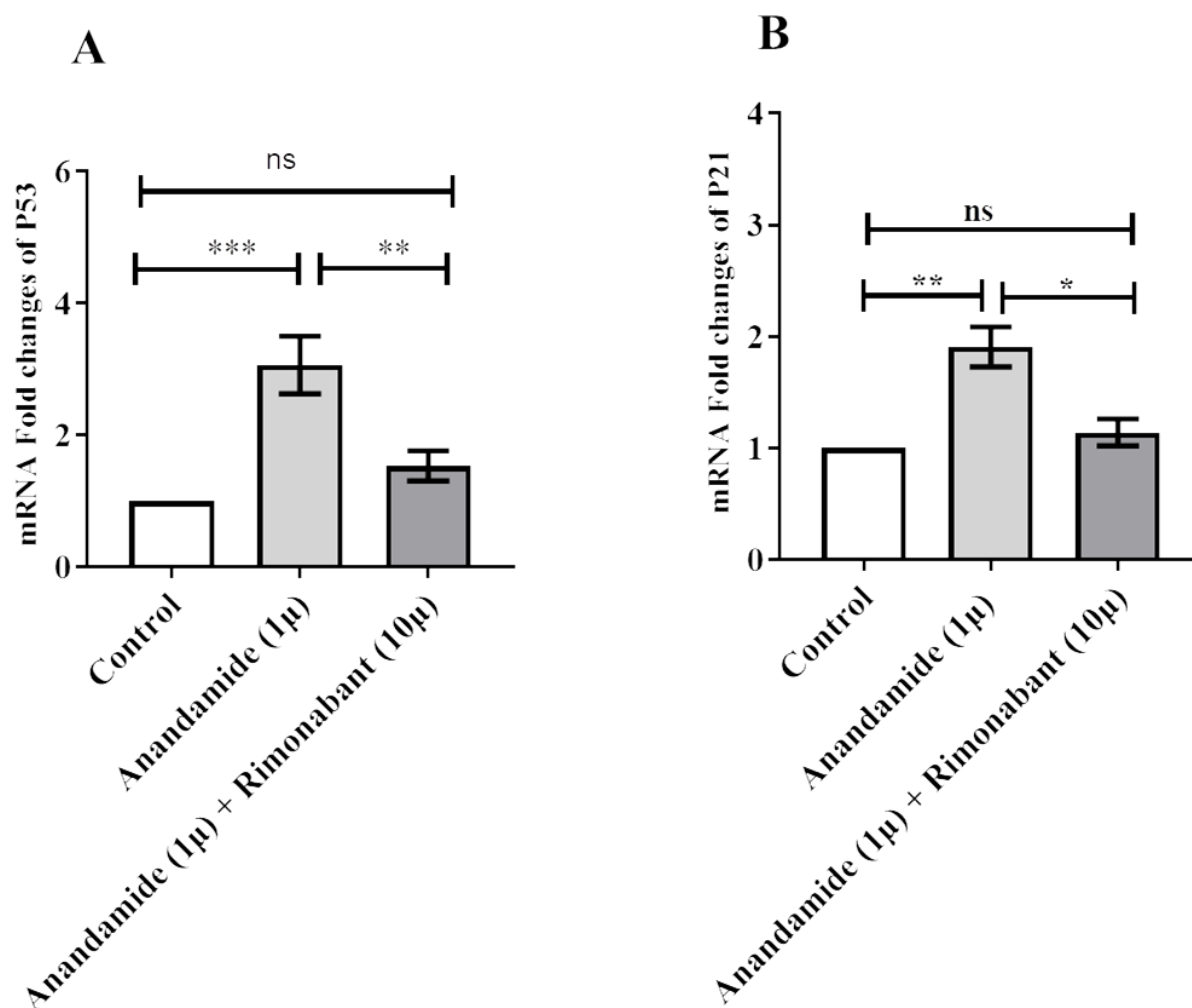 A
mRNA Fold changes of P53
6
4
2
0
ns
***
**
Control
Anandamide (1μ)
Anandamide (1μ) + Rimonabant (10μ)
B
mRNA Fold changes of P21
4
3
2
1
0
ns
**
*
Control
Anandamide (1μ)
Anandamide (1μ) + Rimonabant (10μ)